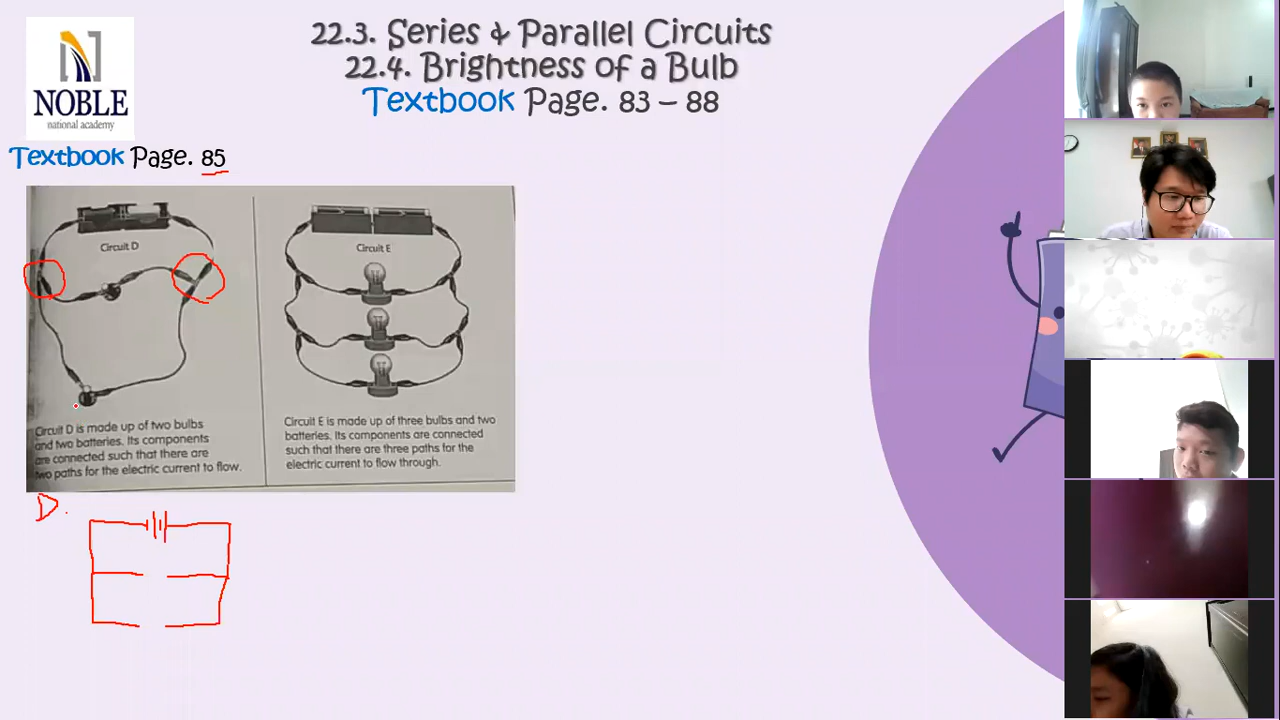 22.3. Series & Parallel Circuits
22.4. Brightness of a Bulb
Textbook Page. 83 – 88
NOBLE
national academy
Textbook Page. 85
Circuit D
Circuit E
Circuit D is made up of two bulbs
and two batteries. Its components
are connected such that there are
two paths for the electric current to flow.
Circuit E is made up of three bulbs and two
batteries. Its components are connected
such that there are three paths for the
electric current to flow through.
D.